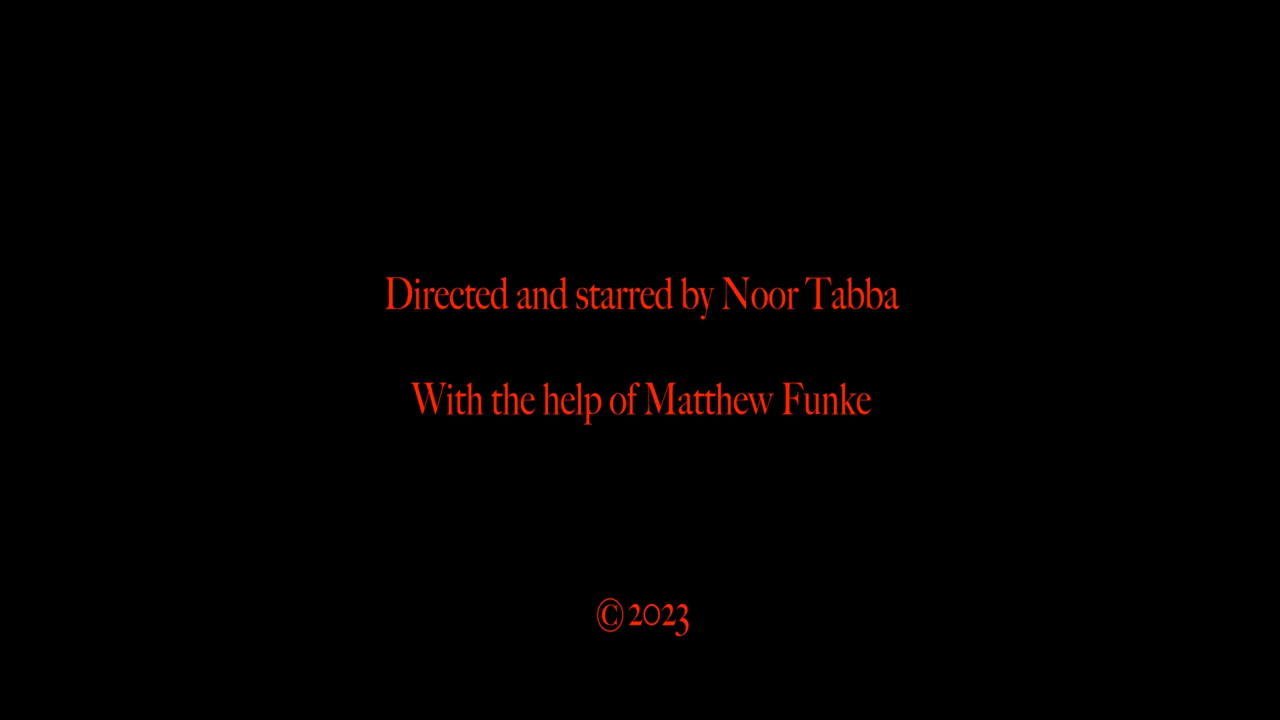 Directed and starred by Noor Tabba
With the help of Matthew Funke
© 2023